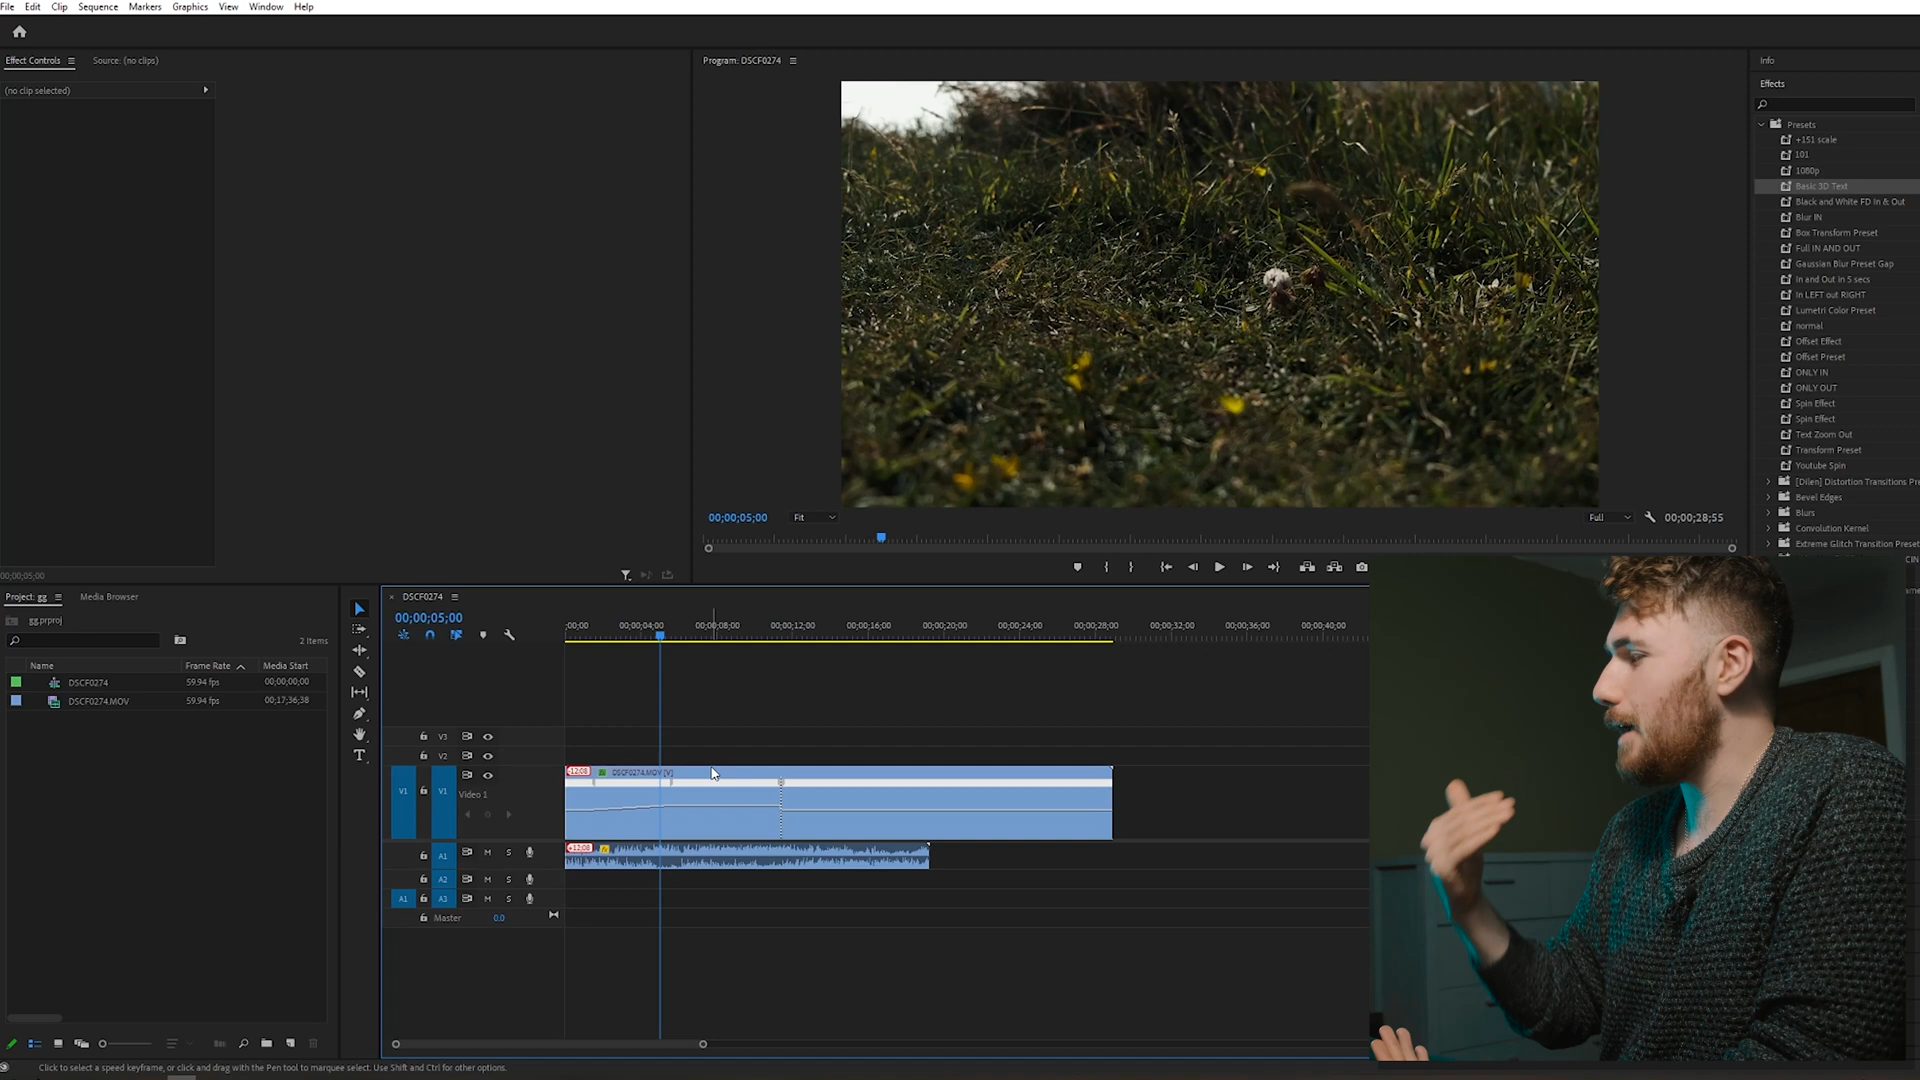 File Edit Clip Sequence Markers Graphics View Window Help
Effect Controls
Source: (no clips)
(no clip selected)
00;00;05;00
Program: DSCF0274
00;00;05;00
Fit
Full
00;00;28;55
Info
Effects
Presets
+151 scale
101
1080p
Basic 3D Text
Black and White FD In & Out
Blur IN
Box Transform Preset
Full IN AND OUT
Gaussian Blur Preset Gap
In and Out in 5 secs
In LEFT out RIGHT
Lumetri Color Preset
normal
Offset Effect
Offset Preset
ONLY IN
ONLY OUT
Spin Effect
Spin Effect
Text Zoom Out
Transform Preset
Youtube Spin
[Dilen] Distortion Transitions Pre
Bevel Edges
Blurs
Convolution Kernel
Extreme Glitch Transition Preset
Project: gg
Media Browser
gg.prproj
2 Items
Name Frame Rate Media Start
DSCF0274 59.94 fps 00;00;00;00
DSCF0274.MOV 59.94 fps 00;17;36;38
DSCF0274
00;00;05;00
;00;00 00;00;04;00 00;00;08;00 00;00;12;00 00;00;16;00 00;00;20;00 00;00;24;00 00;00;28;00 00;00;32;00 00;00;36;00 00;00;40;00
V3
V2
-12:08 DSCF0274.MOV [V]
V1 V1
Video 1
-12:08 fx
A1 M S
A2 M S
A1 A3 M S
Master 0.0
T
Click to select a speed keyframe, or click and drag with the Pen tool to marquee select. Use Shift and Ctrl for other options.